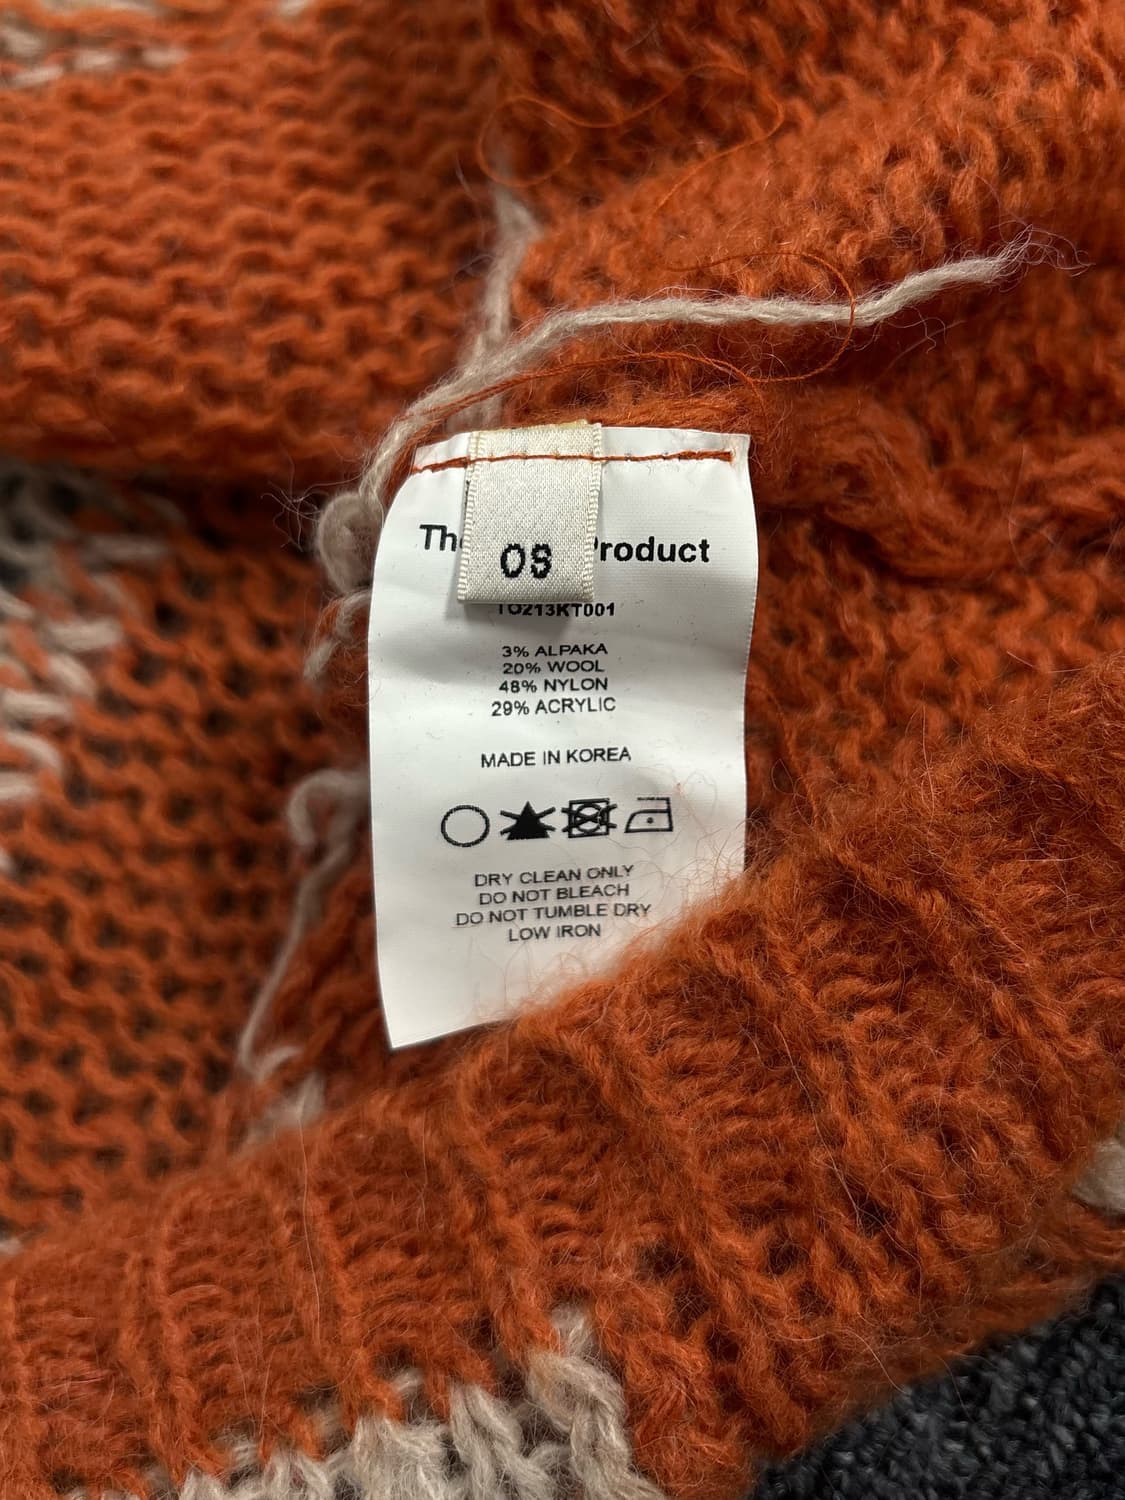 OS
Th Product
TO213KT001
3% ALPAKA
20% WOOL
48% NYLON
29% ACRYLIC
MADE IN KOREA
DRY CLEAN ONLY
DO NOT BLEACH
DO NOT TUMBLE DRY
LOW IRON